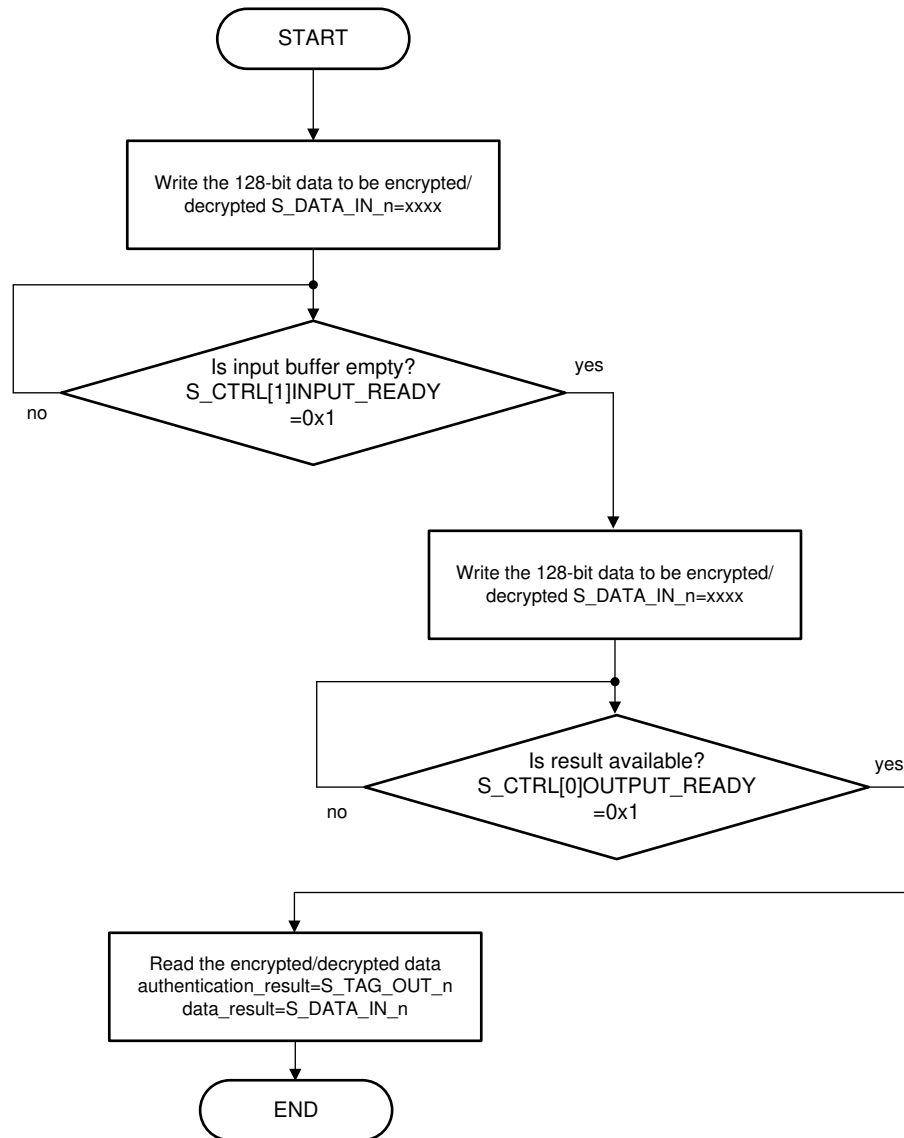 START
Write the 128-bit data to be encrypted/
decrypted S_DATA_IN_n=xxxx
Is input buffer empty?
S_CTRL[1]INPUT_READY
=0x1
yes
no
Write the 128-bit data to be encrypted/
decrypted S_DATA_IN_n=xxxx
Is result available?
S_CTRL[0]OUTPUT_READY
=0x1
yes
no
Read the encrypted/decrypted data
authentication_result=S_TAG_OUT_n
data_result=S_DATA_IN_n
END